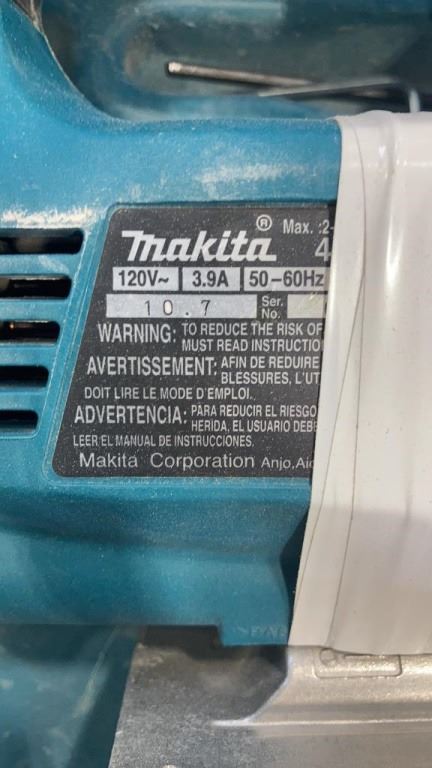 Makita ® Max. :2- 4
120V~ 3.9A 50-60Hz
10.7 Ser. No.
WARNING: TO REDUCE THE RISK OF
MUST READ INSTRUCTIO
AVERTISSEMENT: AFIN DE REDUIRE
BLESSURES, L'UT
DOIT LIRE LE MODE D'EMPLOI.
ADVERTENCIA: PARA REDUCIR EL RIESGO
HERIDA, EL USUARIO DEBE
LEER EL MANUAL DE INSTRUCCIONES.
Makita Corporation Anjo, Aic